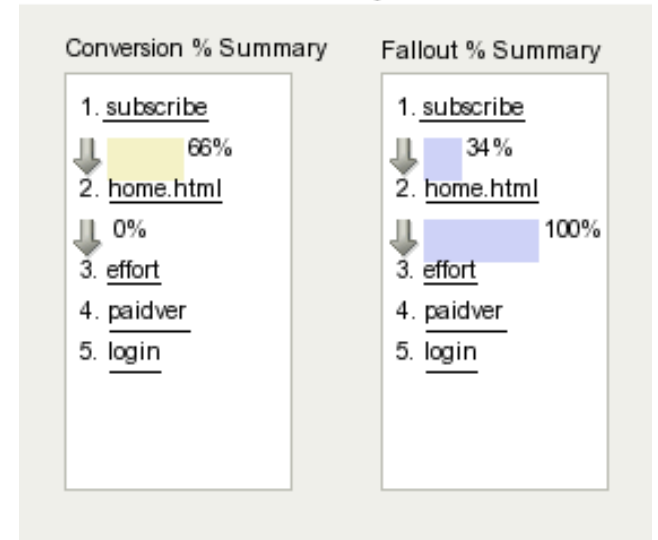 Conversion % Summary
1. subscribe
66%
2. home.html
0%
3. effort
4. paidver
5. login
Fallout % Summary
1. subscribe
34%
2. home.html
100%
3. effort
4. paidver
5. login